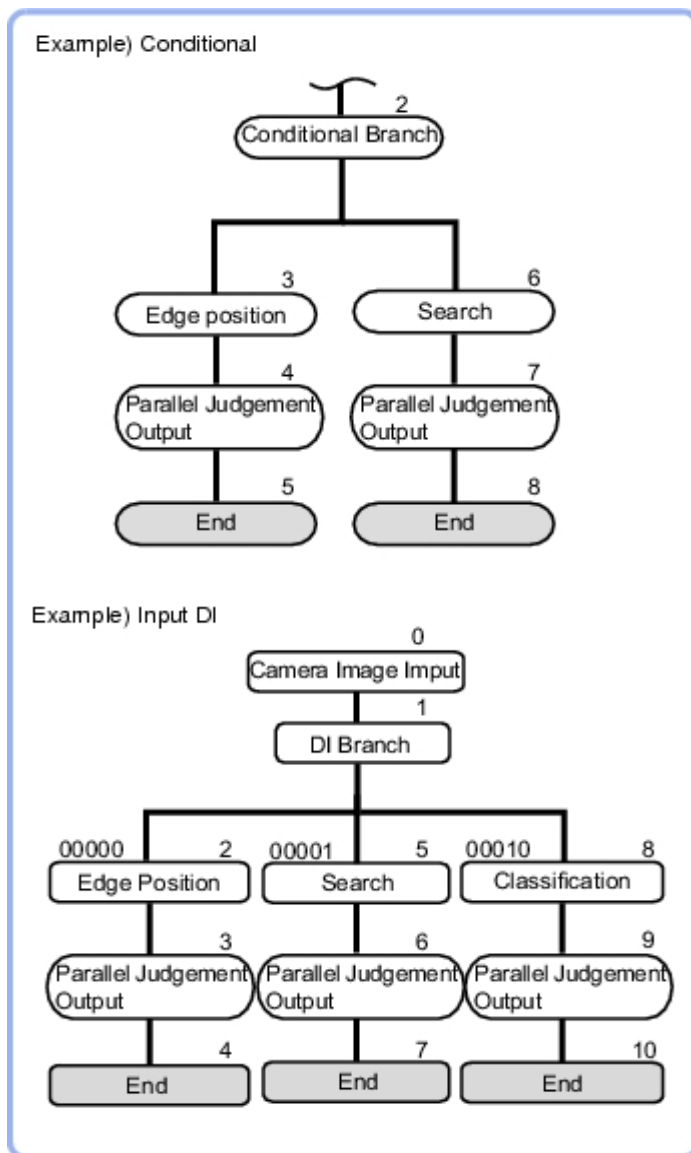 Example) Conditional
2
Conditional Branch
3
Edge position
4
Parallel Judgement
Output
5
End
6
Search
7
Parallel Judgement
Output
8
End
Example) Input DI
0
Camera Image Imput
1
DI Branch
00000 2
Edge Position
3
Parallel Judgement
Output
4
End
00001 5
Search
6
Parallel Judgement
Output
7
End
00010 8
Classification
9
Parallel Judgement
Output
10
End